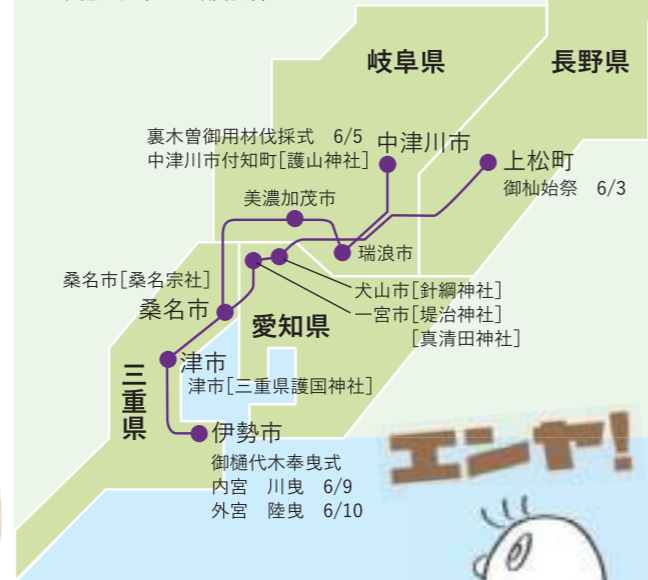 岐阜県
長野県
裏木曽御用材伐採式 6/5
中津川市付知町[護山神社]
中津川市
上松町
御杣始祭 6/3
美濃加茂市
瑞浪市
桑名市[桑名宗社]
桑名市
犬山市[針綱神社]
一宮市[堤治神社]
[真清田神社]
愛知県
三重県
津市
津市[三重県護国神社]
伊勢市
御樋代木奉曳式
内宮 川曳 6/9
外宮 陸曳 6/10
エンヤ!